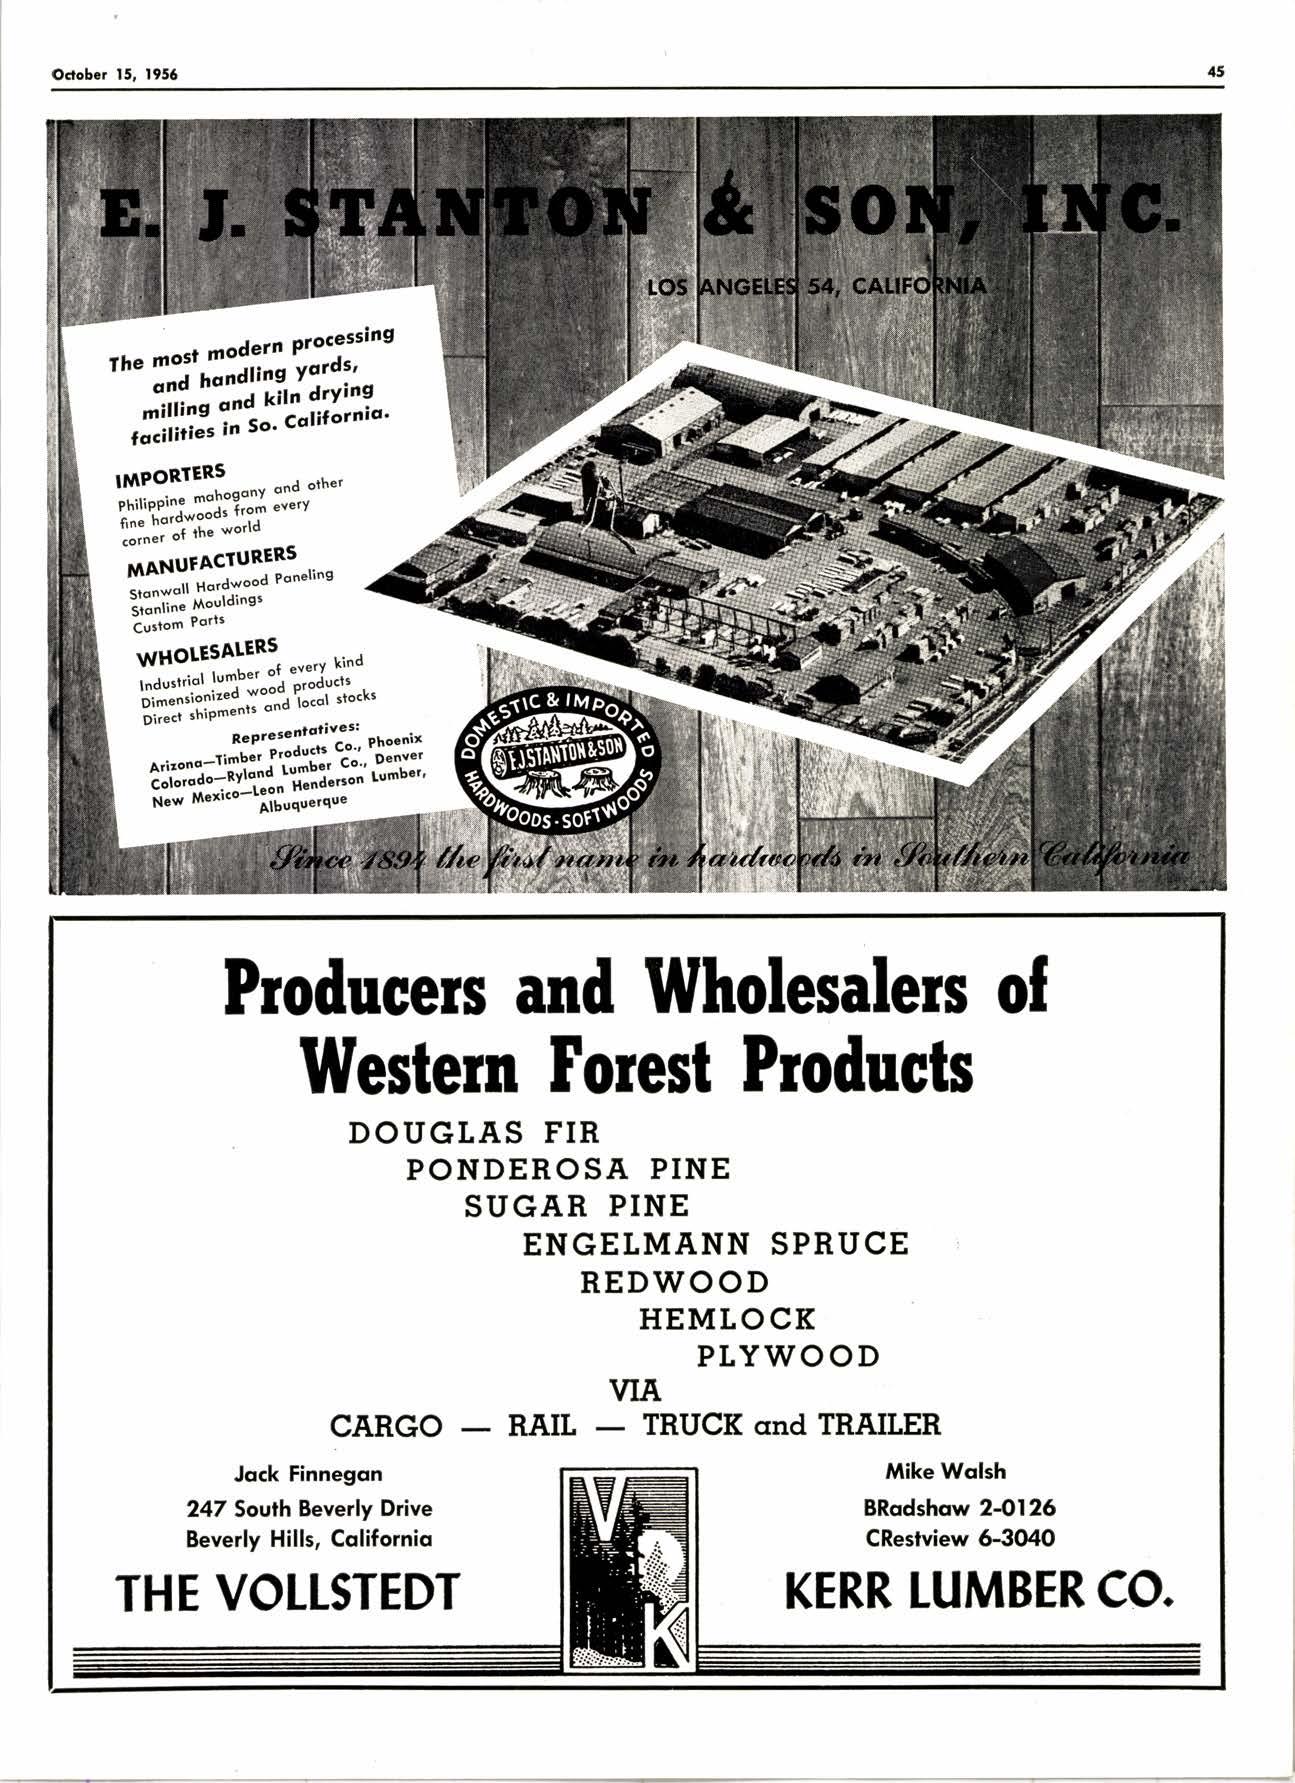 October 15, 1956
45
E. J. STANTON & SON, INC.
LOS ANGELES 54, CALIFORNIA
The most modern processing
and handling yards,
milling and kiln drying
facilities in So. California.
IMPORTERS
Philippine mahogany and other
fine hardwoods from every
corner of the world
MANUFACTURERS
Stanwall Hardwood Paneling
Stanline Mouldings
Custom Parts
WHOLESALERS
Industrial lumber of every kind
Dimensionized wood products
Direct shipments and local stocks
Representatives:
Arizona—Timber Products Co., Phoenix
Colorado—Ryland Lumber Co., Denver
New Mexico—Leon Henderson Lumber,
Albuquerque
DOMESTIC & IMPORTED
E.J. STANTON & SON
HARDWOODS - SOFTWOODS
Since 1894 the first name in hardwoods in Southern California
Producers and Wholesalers of
Western Forest Products
DOUGLAS FIR
PONDEROSA PINE
SUGAR PINE
ENGELMANN SPRUCE
REDWOOD
HEMLOCK
PLYWOOD
VIA
CARGO — RAIL — TRUCK and TRAILER
Jack Finnegan
247 South Beverly Drive
Beverly Hills, California
THE VOLLSTEDT
V
K
Mike Walsh
BRadshaw 2-0126
CRestview 6-3040
KERR LUMBER CO.